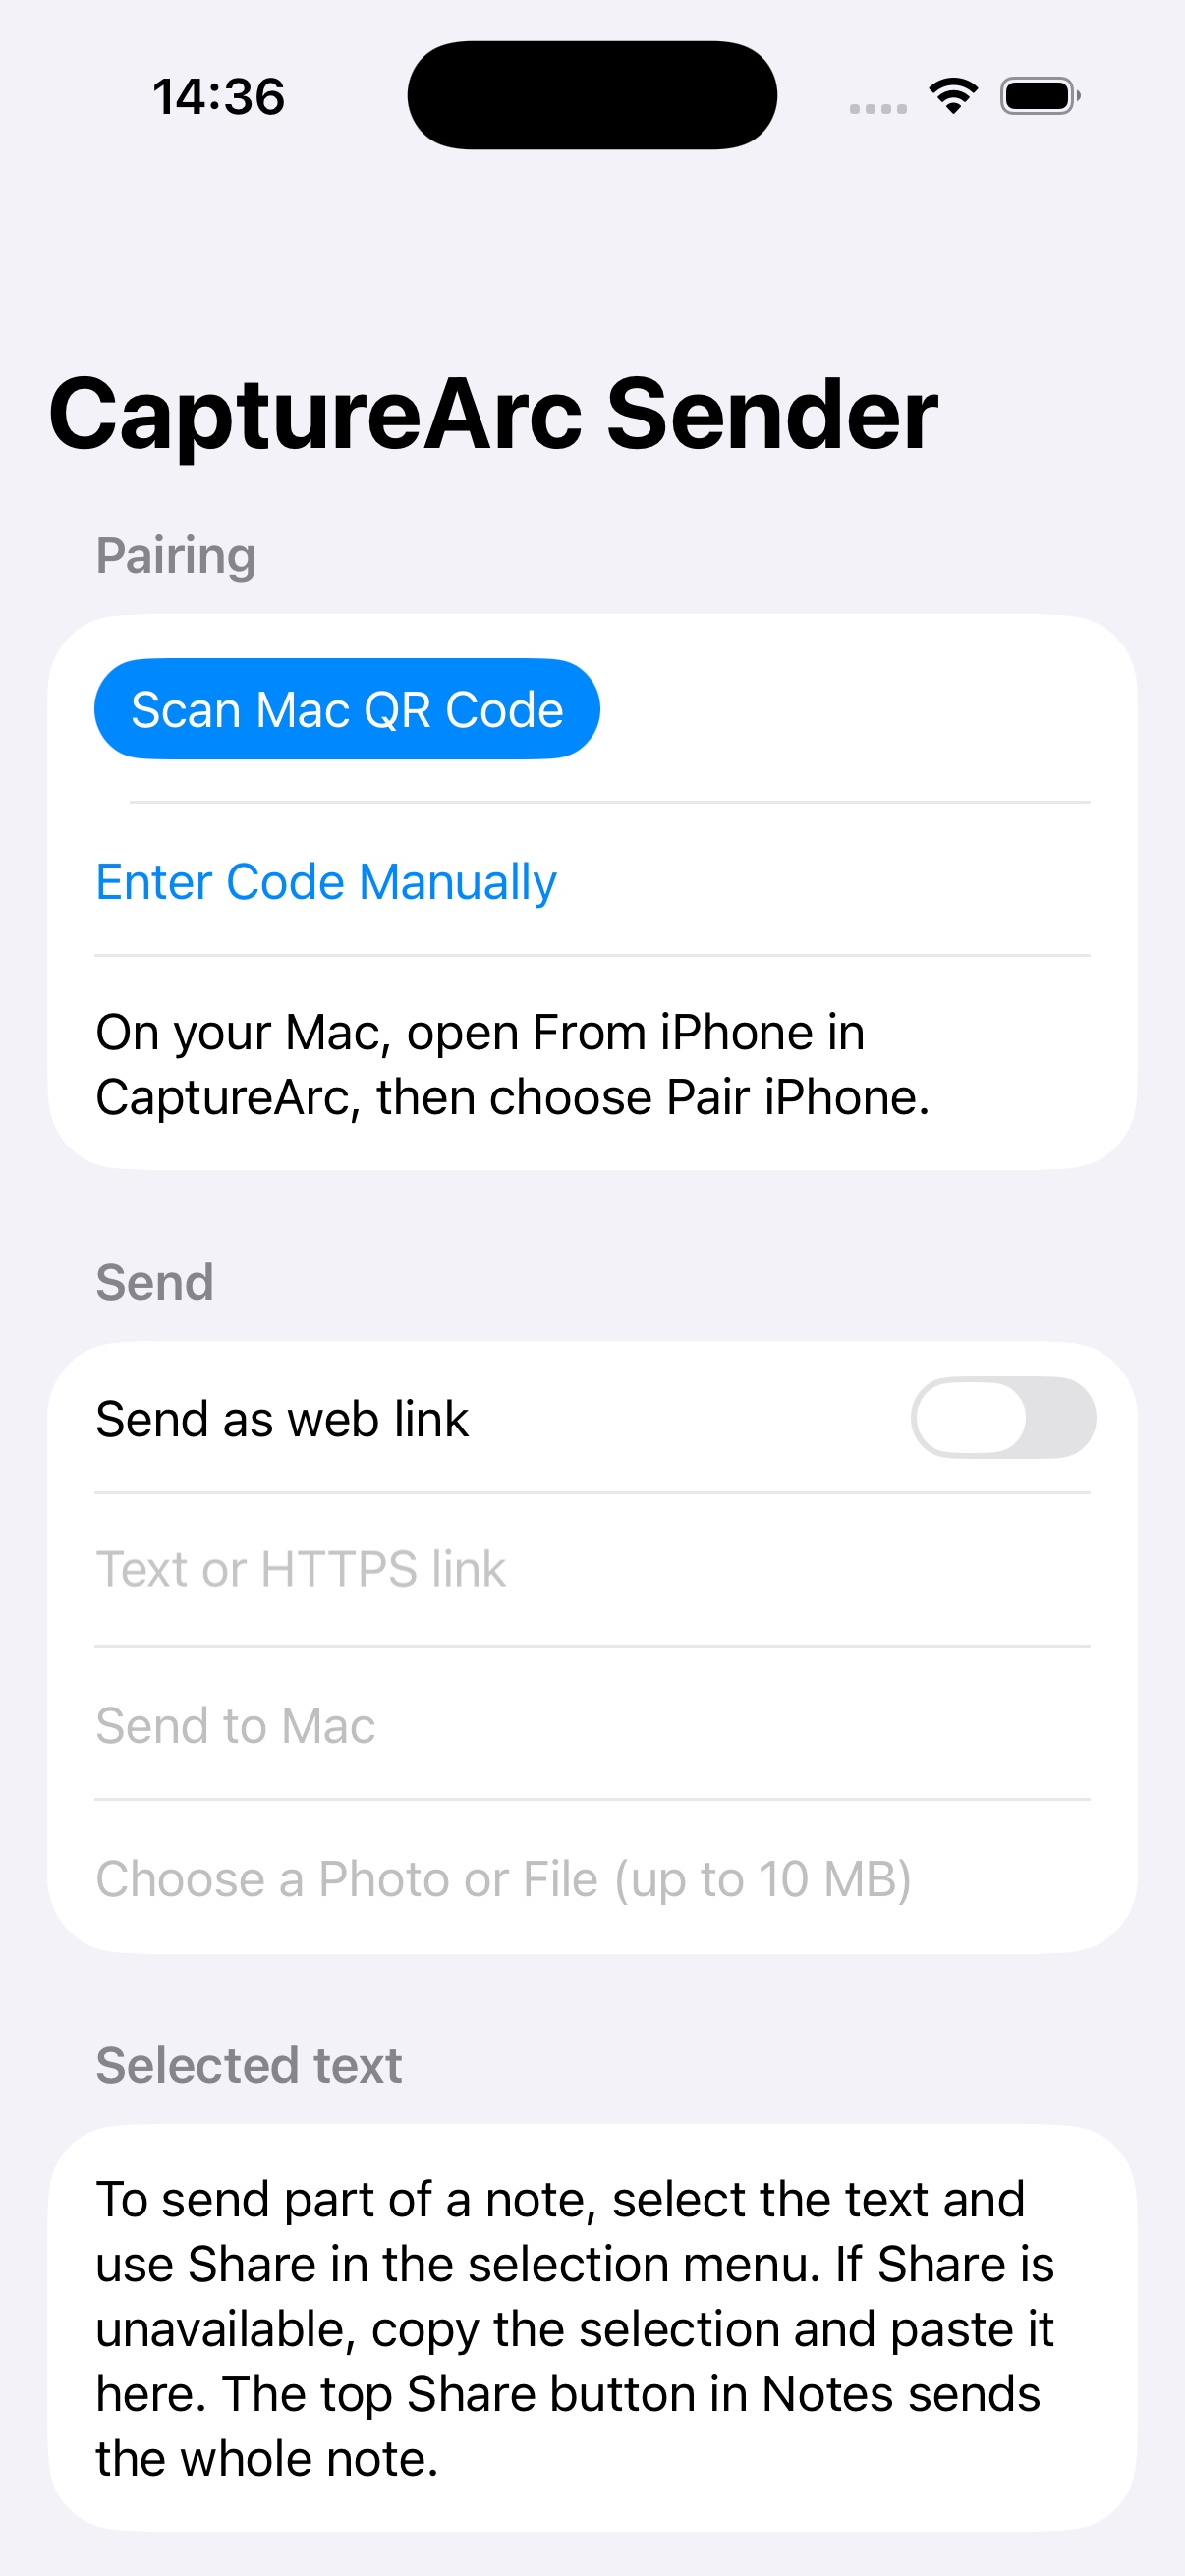 14:36
CaptureArc Sender
Pairing
Scan Mac QR Code
Enter Code Manually
On your Mac, open From iPhone in
CaptureArc, then choose Pair iPhone.
Send
Send as web link
Text or HTTPS link
Send to Mac
Choose a Photo or File (up to 10 MB)
Selected text
To send part of a note, select the text and
use Share in the selection menu. If Share is
unavailable, copy the selection and paste it
here. The top Share button in Notes sends
the whole note.